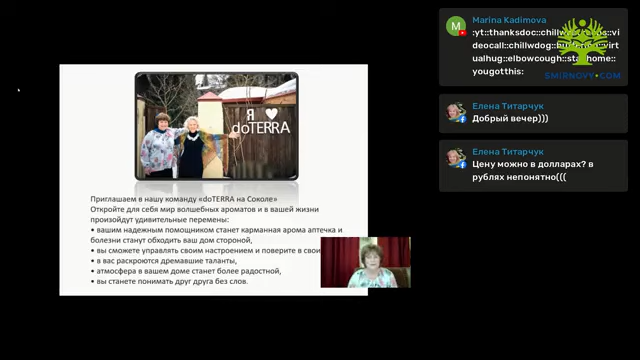 Я
doTERRA
Приглашаем в нашу команду «doTERRA на Соколе»
Откройте для себя мир волшебных ароматов и в вашей жизни
произойдут удивительные перемены:
• вашим надежным помощником станет карманная арома аптечка и
болезни станут обходить ваш дом стороной,
• вы сможете управлять своим настроением и поверите в свои
• в вас раскроются дремавшие таланты,
• атмосфера в вашем доме станет более радостной,
• вы станете понимать друг друга без слов.
Marina Kadimova
:yt::thanksdoc::chillw
ideocall::chillwdog::
tualhug::elbowcough::
yougotthis:
SMIRNOVY.COM
Елена Титарчук
Добрый вечер)))
Елена Титарчук
Цену можно в долларах? в
рублях непонятно(((